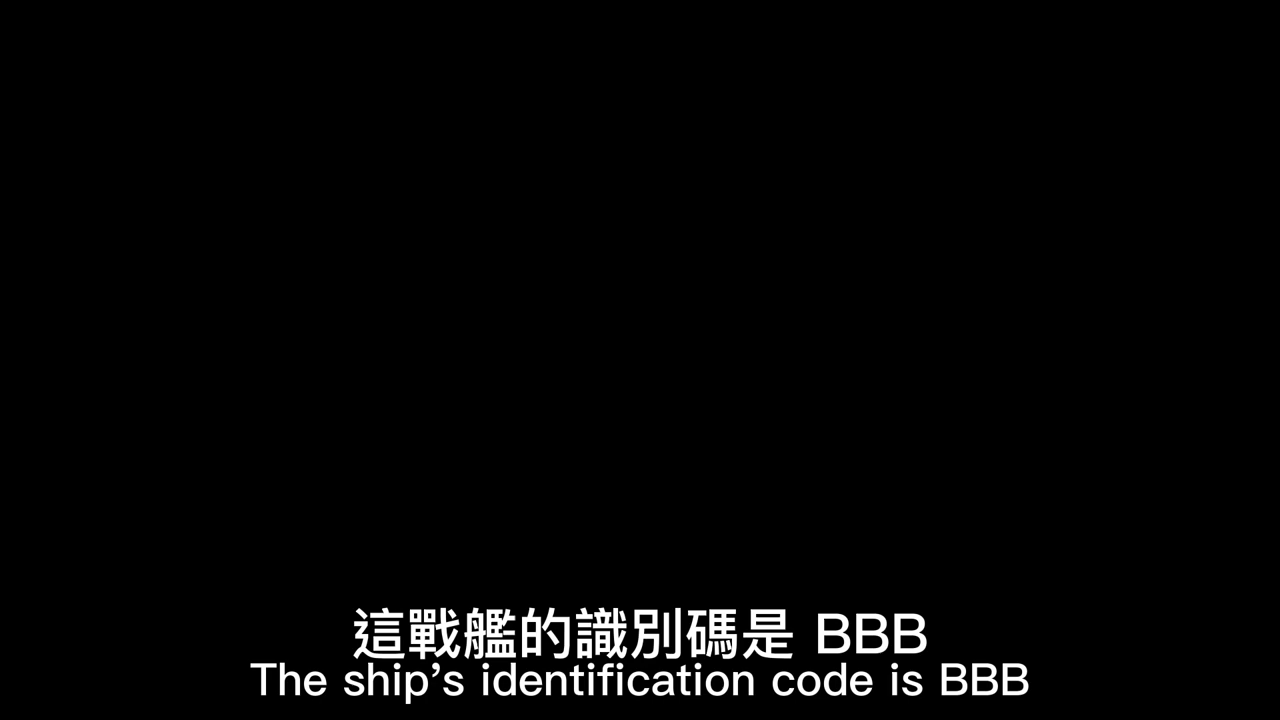 這戰艦的識別碼是 BBB
The ship’s identification code is BBB